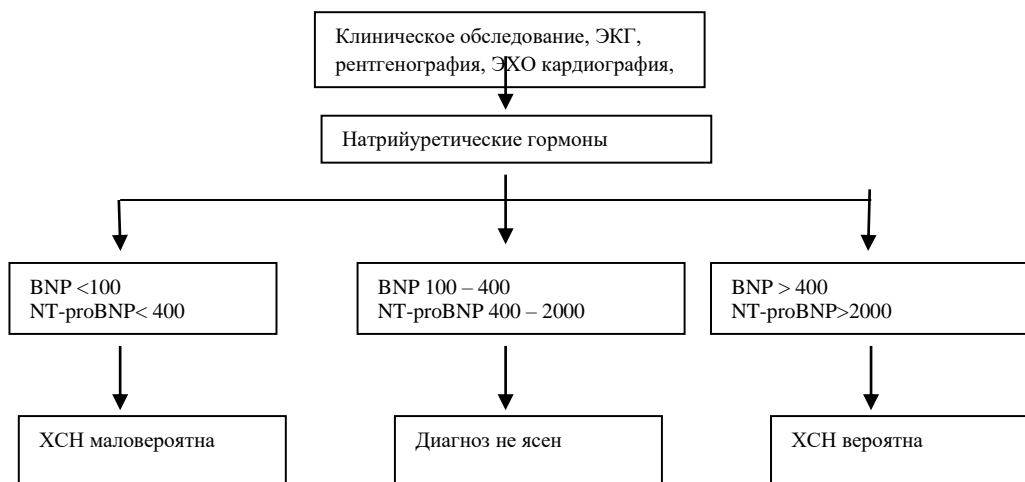 Клиническое обследование, ЭКГ,
рентгенография, ЭХО кардиография,
Натрийуретические гормоны
BNP <100
NT-proBNP< 400
BNP 100 – 400
NT-proBNP 400 – 2000
BNP > 400
NT-proBNP>2000
ХСН маловероятна
Диагноз не ясен
ХСН вероятна